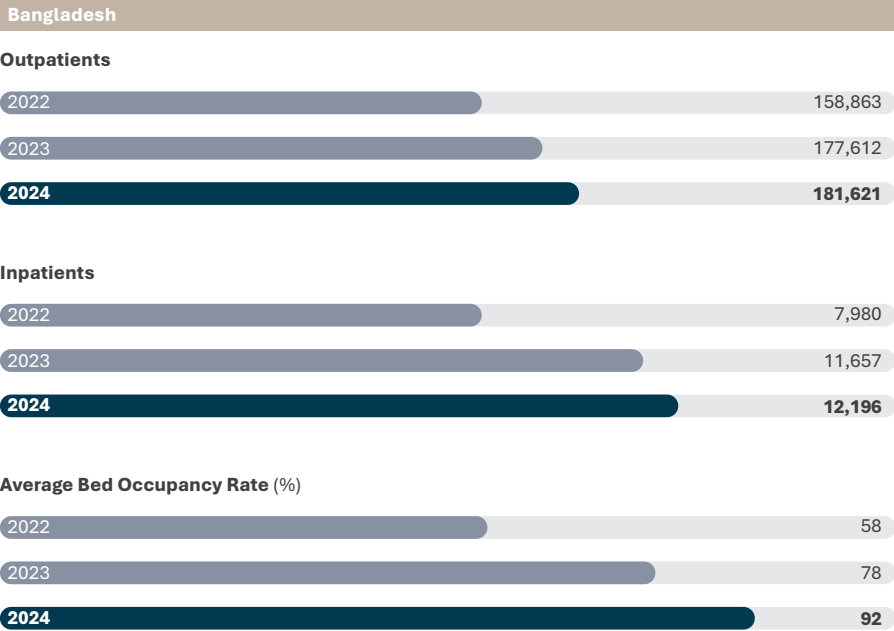 Bangladesh
Outpatients
2022 158,863
2023 177,612
2024 181,621
Inpatients
2022 7,980
2023 11,657
2024 12,196
Average Bed Occupancy Rate (%)
2022 58
2023 78
2024 92